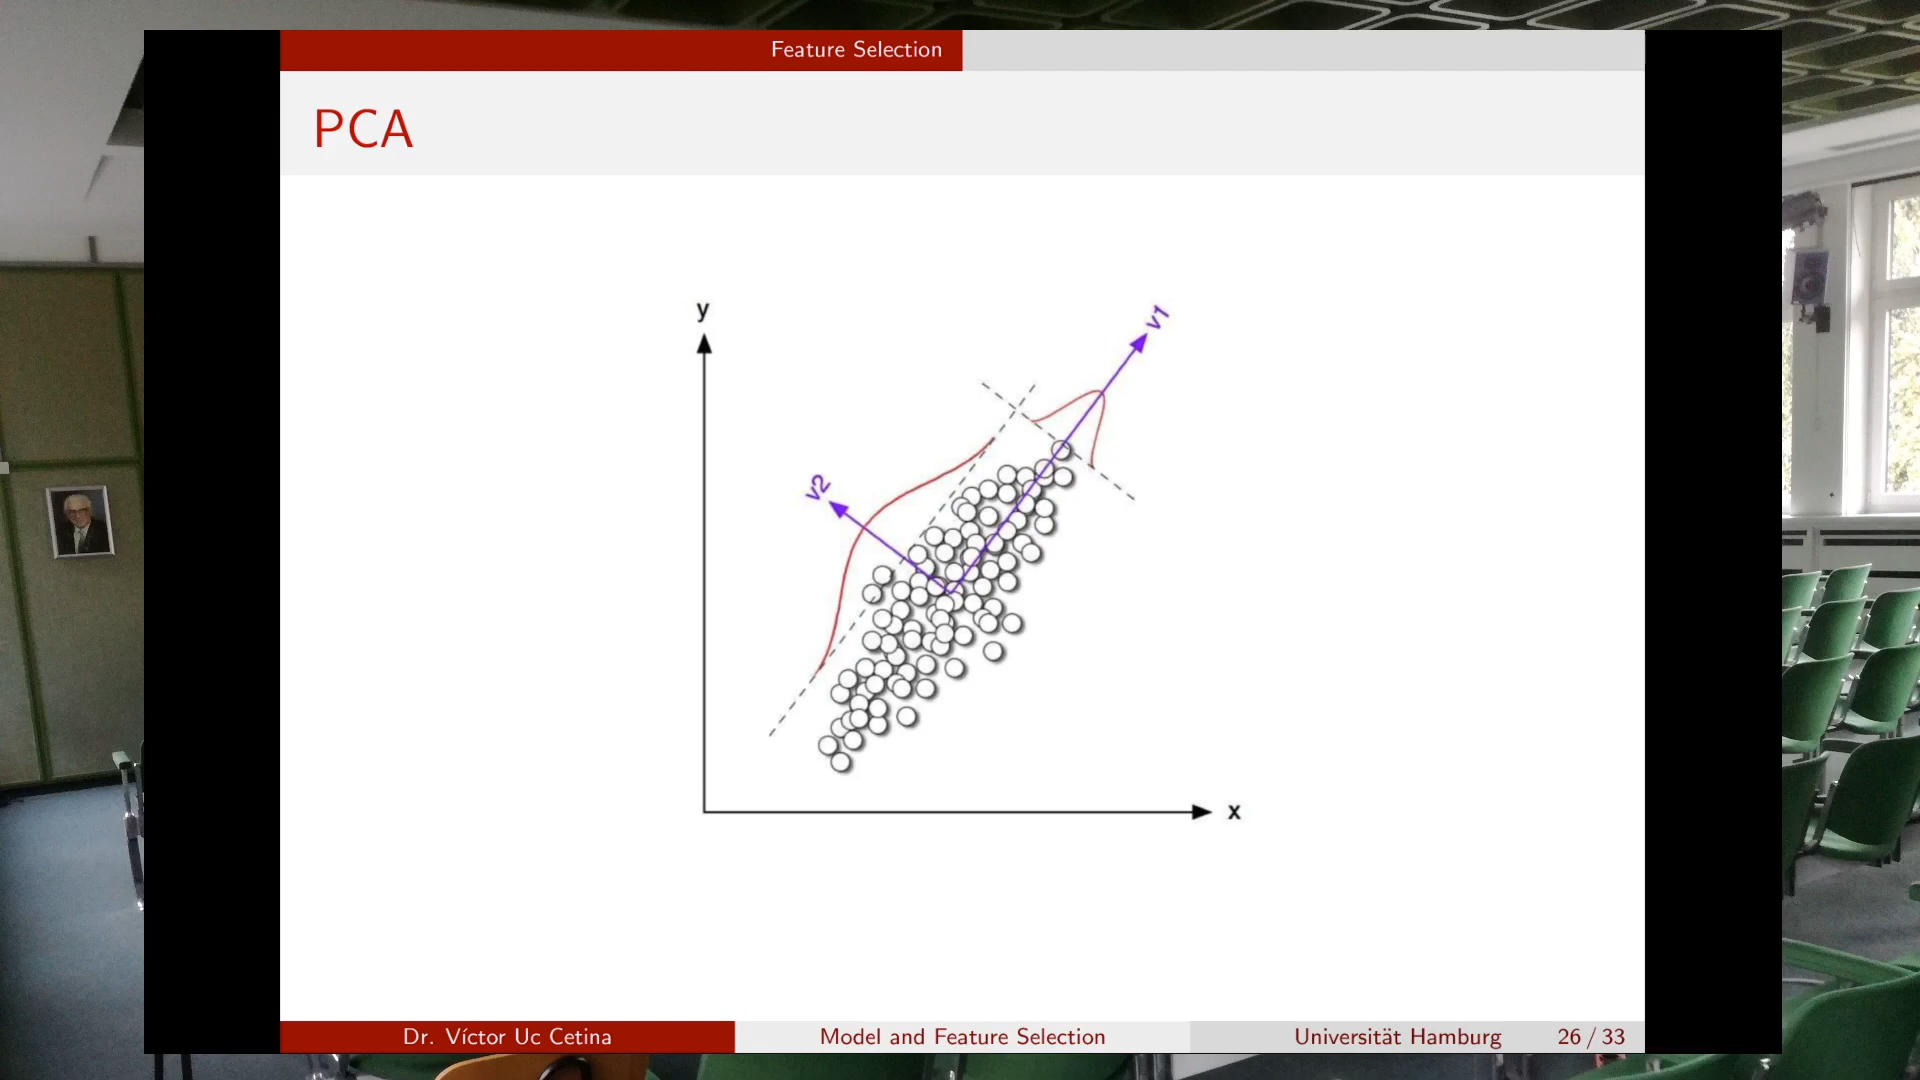 Feature Selection
PCA
y
v1
v2
x
Dr. Víctor Uc Cetina
Model and Feature Selection
Universität Hamburg
26 / 33